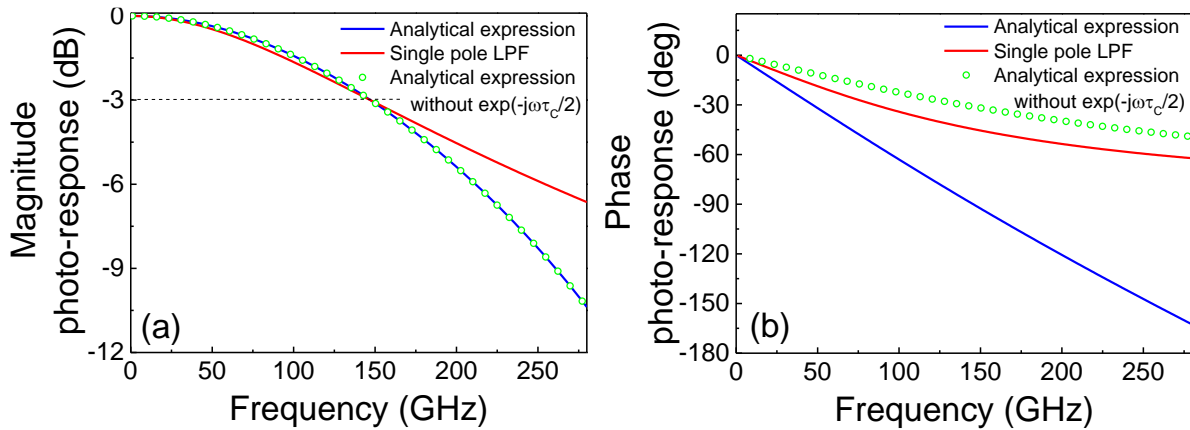 Magnitude
photo-response (dB)
0
-3
-6
-9
-12
Analytical expression
Single pole LPF
Analytical expression
without exp(-jωτC/2)
(a)
0 50 100 150 200 250
Frequency (GHz)
Phase
photo-response (deg)
0
-30
-60
-90
-120
-150
-180
Analytical expression
Single pole LPF
Analytical expression
without exp(-jωτC/2)
(b)
0 50 100 150 200 250
Frequency (GHz)